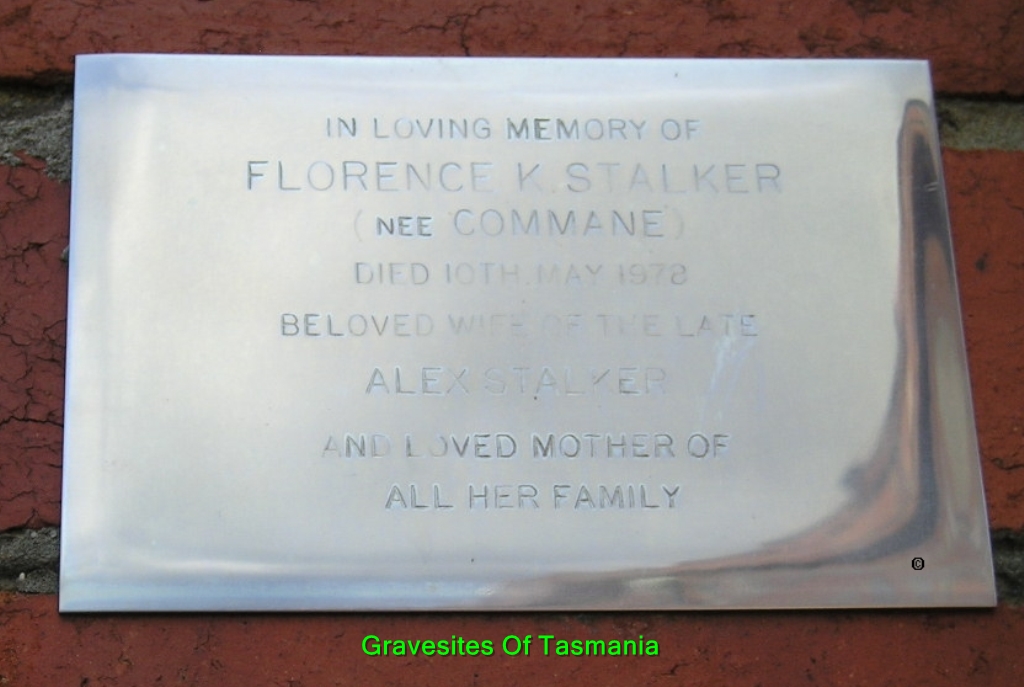 IN LOVING MEMORY OF
FLORENCE K. STALKER
( NEE COMMANE )
DIED 10TH. MAY 1978
BELOVED WIFE OF THE LATE
ALEX STALKER
AND LOVED MOTHER OF
ALL HER FAMILY
©
Gravesites Of Tasmania